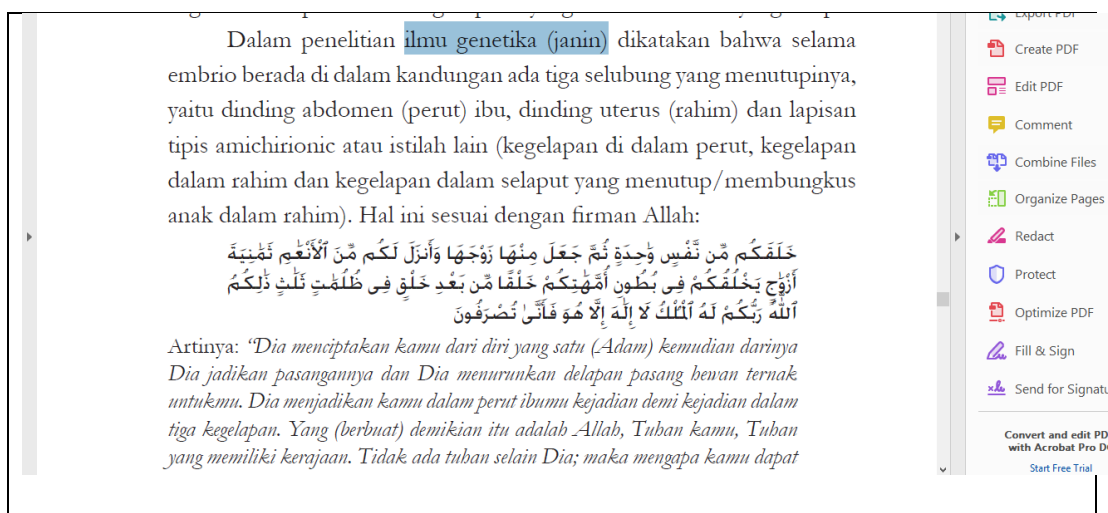 Dalam penelitian ilmu genetika (janin) dikatakan bahwa selama
embrio berada di dalam kandungan ada tiga selubung yang menutupinya,
yaitu dinding abdomen (perut) ibu, dinding uterus (rahim) dan lapisan
tipis amichirionic atau istilah lain (kegelapan di dalam perut, kegelapan
dalam rahim dan kegelapan dalam selaput yang menutup/membungkus
anak dalam rahim). Hal ini sesuai dengan firman Allah:
خَلَقَكُم مِّن نَّفْسٍ وَٰحِدَةٍ ثُمَّ جَعَلَ مِنْهَا زَوْجَهَا وَأَنزَلَ لَكُم مِّنَ ٱلْأَنْعَٰمِ ثَمَٰنِيَةَ
أَزْوَٰجٍ يَخْلُقُكُمْ فِى بُطُونِ أُمَّهَٰتِكُمْ خَلْقًا مِّن بَعْدِ خَلْقٍ فِى ظُلُمَٰتٍ ثَلَٰثٍ ذَٰلِكُمُ
ٱللَّهُ رَبُّكُمْ لَهُ ٱلْمُلْكُ لَا إِلَٰهَ إِلَّا هُوَ فَأَنَّىٰ تُصْرَفُونَ
Artinya: “Dia menciptakan kamu dari diri yang satu (Adam) kemudian darinya
Dia jadikan pasangannya dan Dia menurunkan delapan pasang hewan ternak
untukmu. Dia menjadikan kamu dalam perut ibumu kejadian demi kejadian dalam
tiga kegelapan. Yang (berbuat) demikian itu adalah Allah, Tuhan kamu, Tuhan
yang memiliki kerajaan. Tidak ada tuhan selain Dia; maka mengapa kamu dapat
Export PDF
Create PDF
Edit PDF
Comment
Combine Files
Organize Pages
Redact
Protect
Optimize PDF
Fill & Sign
Send for Signatu
Convert and edit PD
with Acrobat Pro D
Start Free Trial